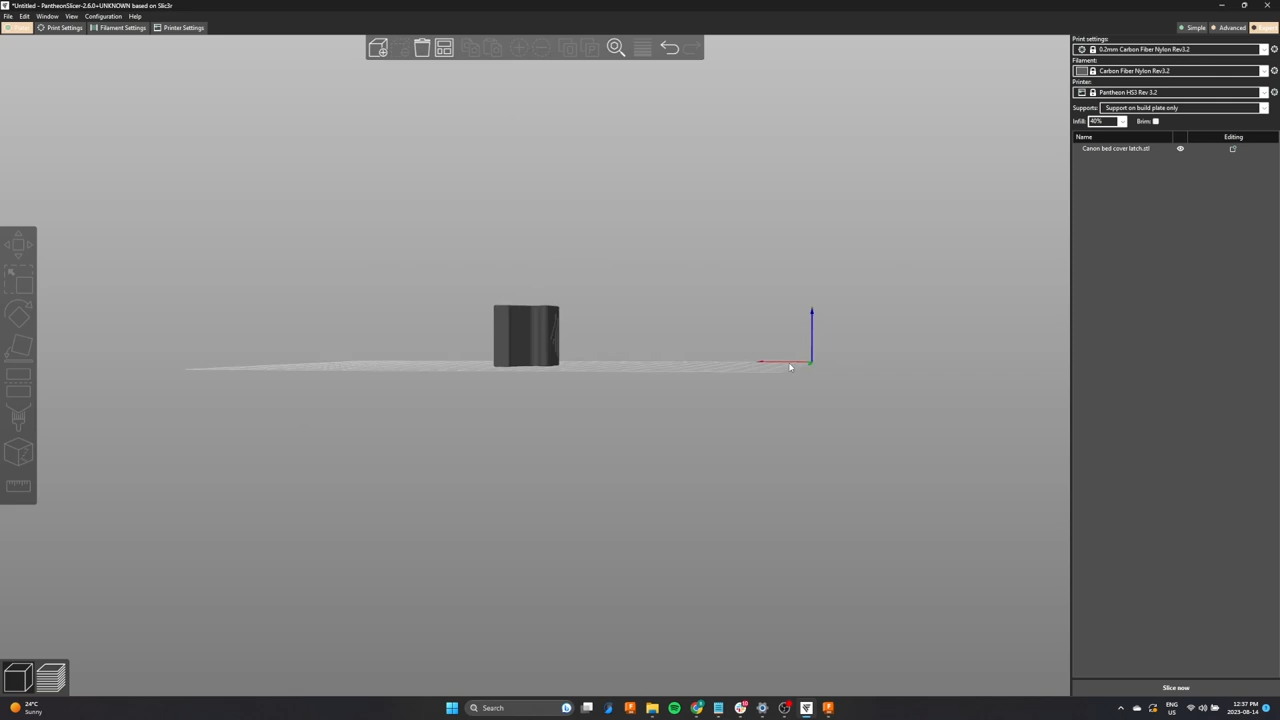 *Untitled - PantheonSlicer-2.6.0+UNKNOWN based on Slic3r
File Edit Window View Configuration Help
Print Settings Filament Settings Printer Settings
Simple Advanced
Print settings:
0.2mm Carbon Fiber Nylon Rev3.2
Filament:
Carbon Fiber Nylon Rev3.2
Printer:
Pantheon HS3 Rev 3.2
Supports: Support on build plate only
Infill: 40% Brim:
Name Editing
Canon bed cover latch.stl
Slice now
24°C
Sunny
Search
10
ENG
US
12:37 PM
2023-08-14